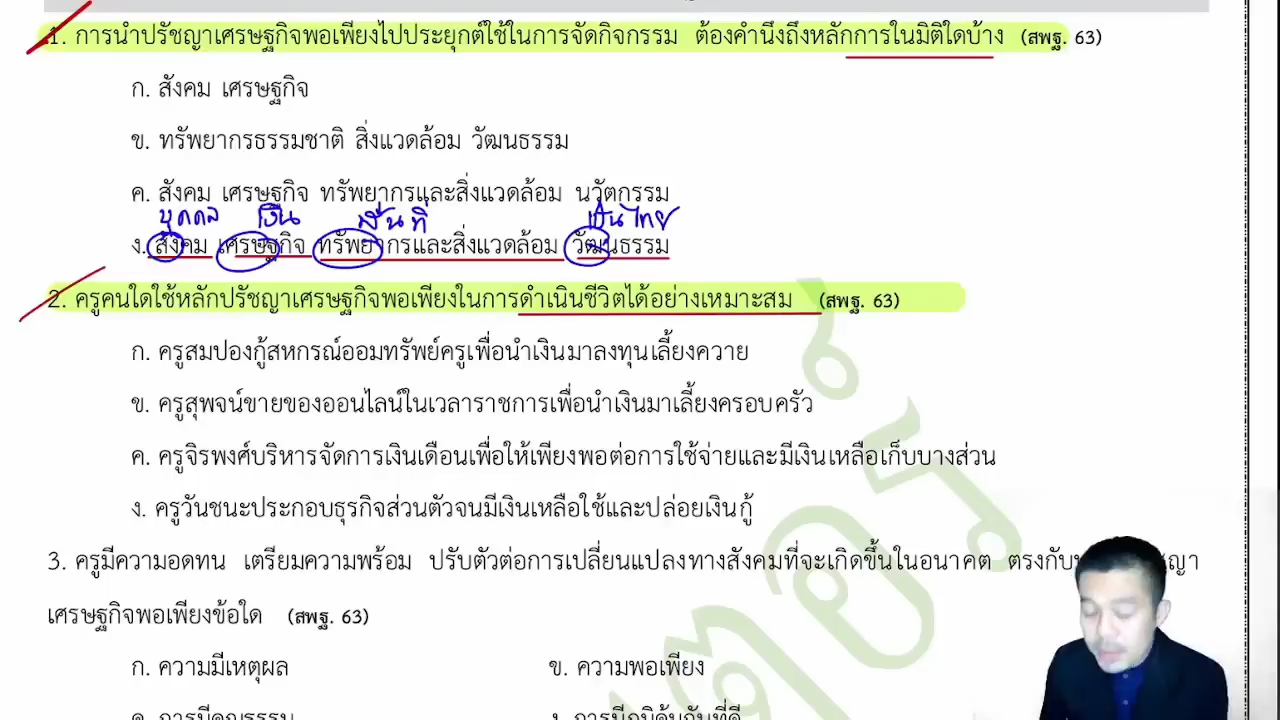 1. การนำปรัชญาเศรษฐกิจพอเพียงไปประยุกต์ใช้ในการจัดกิจกรรม ต้องคำนึงถึงหลักการในมิติใดบ้าง (สพฐ. 63)
ก. สังคม เศรษฐกิจ
ข. ทรัพยากรธรรมชาติ สิ่งแวดล้อม วัฒนธรรม
ค. สังคม เศรษฐกิจ ทรัพยากรและสิ่งแวดล้อม นวัตกรรม
บุคคล เงิน พื้นที่ เป็นไทย
ง. สังคม เศรษฐกิจ ทรัพยากรและสิ่งแวดล้อม วัฒนธรรม
2. ครูคนใดใช้หลักปรัชญาเศรษฐกิจพอเพียงในการดำเนินชีวิตได้อย่างเหมาะสม (สพฐ. 63)
ก. ครูสมปองกู้สหกรณ์ออมทรัพย์ครูเพื่อนำเงินมาลงทุนเลี้ยงควาย
ข. ครูสุพจน์ขายของออนไลน์ในเวลาราชการเพื่อนำเงินมาเลี้ยงครอบครัว
ค. ครูจิรพงศ์บริหารจัดการเงินเดือนเพื่อให้เพียงพอต่อการใช้จ่ายและมีเงินเหลือเก็บบางส่วน
ง. ครูวันชนะประกอบธุรกิจส่วนตัวจนมีเงินเหลือใช้และปล่อยเงินกู้
3. ครูมีความอดทน เตรียมความพร้อม ปรับตัวต่อการเปลี่ยนแปลงทางสังคมที่จะเกิดขึ้นในอนาคต ตรงกับ
เศรษฐกิจพอเพียงข้อใด (สพฐ. 63)
ก. ความมีเหตุผล ข. ความพอเพียง
ค. การมีคุณธรรม ง. การมีภูมิคุ้มกันที่ดี